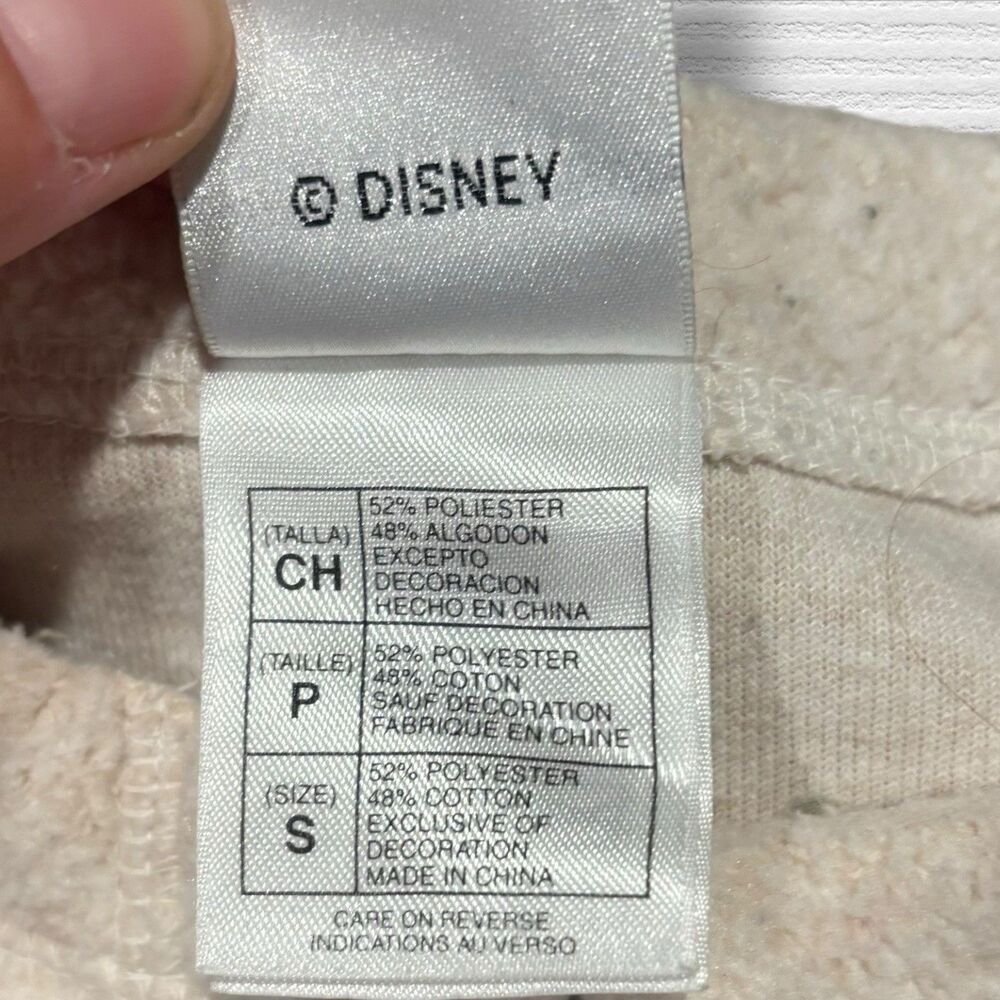 © DISNEY
(TALLA)
CH
52% POLIESTER
48% ALGODON
EXCEPTO
DECORACION
HECHO EN CHINA
(TAILLE)
P
52% POLYESTER
48% COTON
SAUF DECORATION
FABRIQUE EN CHINE
(SIZE)
S
52% POLYESTER
48% COTTON
EXCLUSIVE OF
DECORATION
MADE IN CHINA
CARE ON REVERSE
INDICATIONS AU VERSO